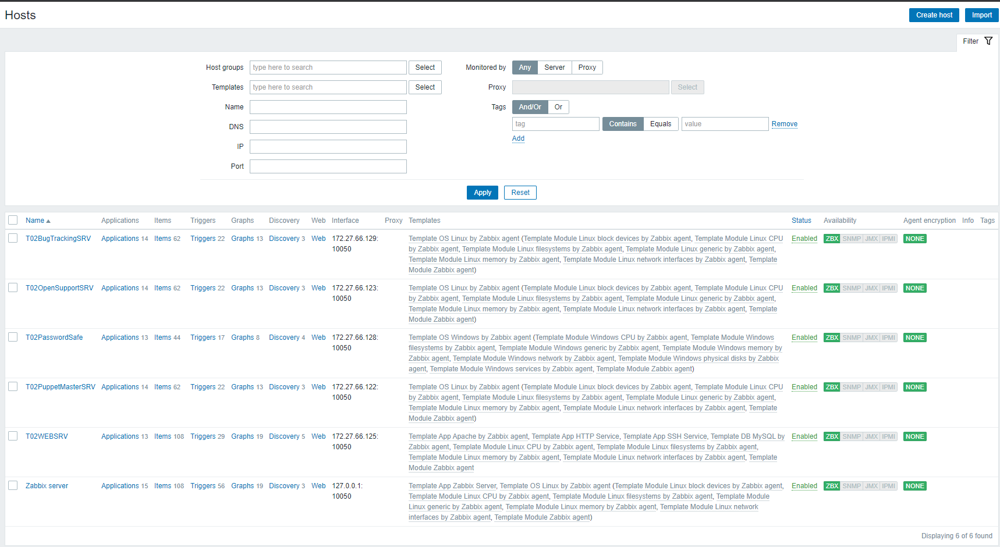 Hosts
Create host
Import
Filter
Host groups
type here to search
Select
Monitored by
Any
Server
Proxy
Templates
type here to search
Select
Proxy
Select
Name
Tags
And/Or
Or
DNS
tag
Contains
Equals
value
Remove
Add
IP
Port
Apply
Reset
Name Applications Items Triggers Graphs Discovery Web Interface Proxy Templates Status Availability Agent encryption Info Tags
T02BugTrackingSRV Applications 14 Items 62 Triggers 22 Graphs 13 Discovery 3 Web 172.27.66.129: Template OS Linux by Zabbix agent (Template Module Linux block devices by Zabbix agent, Template Module Linux CPU Enabled ZBX SNMP JMX IPMI NONE
10050 by Zabbix agent, Template Module Linux filesystems by Zabbix agent, Template Module Linux generic by Zabbix agent,
Template Module Linux memory by Zabbix agent, Template Module Linux network interfaces by Zabbix agent, Template
Module Zabbix agent)
T02OpenSupportSRV Applications 14 Items 62 Triggers 22 Graphs 13 Discovery 3 Web 172.27.66.123: Template OS Linux by Zabbix agent (Template Module Linux block devices by Zabbix agent, Template Module Linux CPU Enabled ZBX SNMP JMX IPMI NONE
10050 by Zabbix agent, Template Module Linux filesystems by Zabbix agent, Template Module Linux generic by Zabbix agent,
Template Module Linux memory by Zabbix agent, Template Module Linux network interfaces by Zabbix agent, Template
Module Zabbix agent)
T02PasswordSafe Applications 13 Items 44 Triggers 17 Graphs 8 Discovery 4 Web 172.27.66.128: Template OS Windows by Zabbix agent (Template Module Windows CPU by Zabbix agent, Template Module Windows Enabled ZBX SNMP JMX IPMI NONE
10050 filesystems by Zabbix agent, Template Module Windows generic by Zabbix agent, Template Module Windows memory by
Zabbix agent, Template Module Windows network by Zabbix agent, Template Module Windows physical disks by Zabbix
agent, Template Module Windows services by Zabbix agent, Template Module Zabbix agent)
T02PuppetMasterSRV Applications 14 Items 62 Triggers 22 Graphs 13 Discovery 3 Web 172.27.66.122: Template OS Linux by Zabbix agent (Template Module Linux block devices by Zabbix agent, Template Module Linux CPU Enabled ZBX SNMP JMX IPMI NONE
10050 by Zabbix agent, Template Module Linux filesystems by Zabbix agent, Template Module Linux generic by Zabbix agent,
Template Module Linux memory by Zabbix agent, Template Module Linux network interfaces by Zabbix agent, Template
Module Zabbix agent)
T02WEBSRV Applications 13 Items 108 Triggers 29 Graphs 19 Discovery 5 Web 172.27.66.125: Template App Apache by Zabbix agent, Template App HTTP Service, Template App SSH Service, Template DB MySQL by Enabled ZBX SNMP JMX IPMI NONE
10050 Zabbix agent, Template Module Linux CPU by Zabbix agent, Template Module Linux filesystems by Zabbix agent,
Template Module Linux memory by Zabbix agent, Template Module Linux network interfaces by Zabbix agent, Template
Module Zabbix agent
Zabbix server Applications 15 Items 108 Triggers 56 Graphs 19 Discovery 3 Web 127.0.0.1: Template App Zabbix Server, Template OS Linux by Zabbix agent (Template Module Linux block devices by Zabbix agent, Enabled ZBX SNMP JMX IPMI NONE
10050 Template Module Linux CPU by Zabbix agent, Template Module Linux filesystems by Zabbix agent, Template Module
Linux generic by Zabbix agent, Template Module Linux memory by Zabbix agent, Template Module Linux network
interfaces by Zabbix agent, Template Module Zabbix agent)
Displaying 6 of 6 found